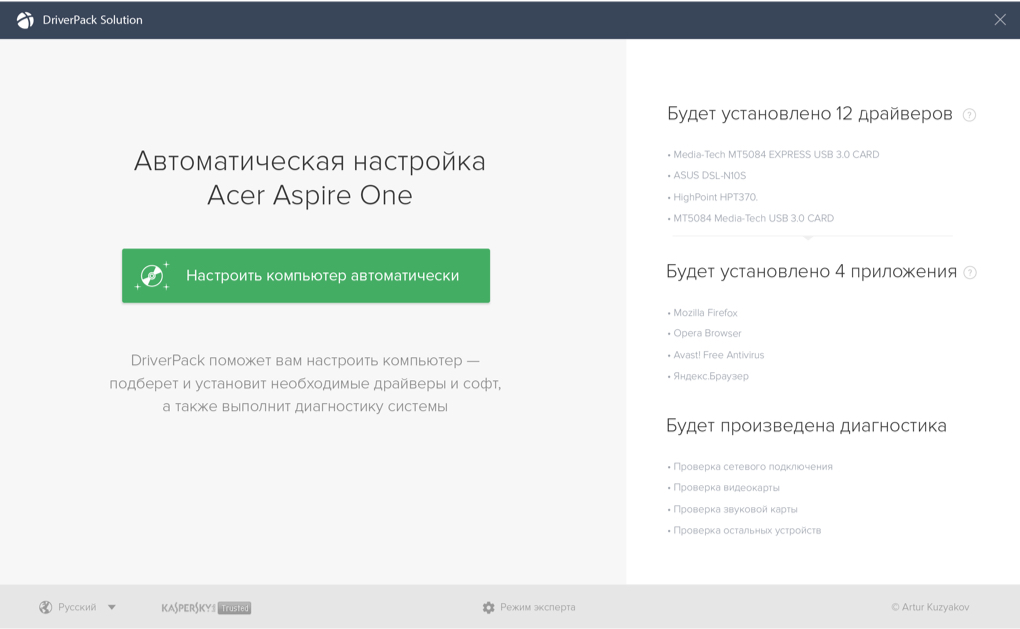 DriverPack Solution
Автоматическая настройка
Acer Aspire One
Настроить компьютер автоматически
DriverPack поможет вам настроить компьютер —
подберет и установит необходимые драйверы и софт,
а также выполнит диагностику системы
Будет установлено 12 драйверов ?
• Media-Tech MT5084 EXPRESS USB 3.0 CARD
• ASUS DSL-N10S
• HighPoint HPT370.
• MT5084 Media-Tech USB 3.0 CARD
Будет установлено 4 приложения ?
• Mozilla Firefox
• Opera Browser
• Avast! Free Antivirus
• Яндекс.Браузер
Будет произведена диагностика
• Проверка сетевого подключения
• Проверка видеокарты
• Проверка звуковой карты
• Проверка остальных устройств
Русский
KASPERSKY Trusted
Режим эксперта
© Artur Kuzyakov